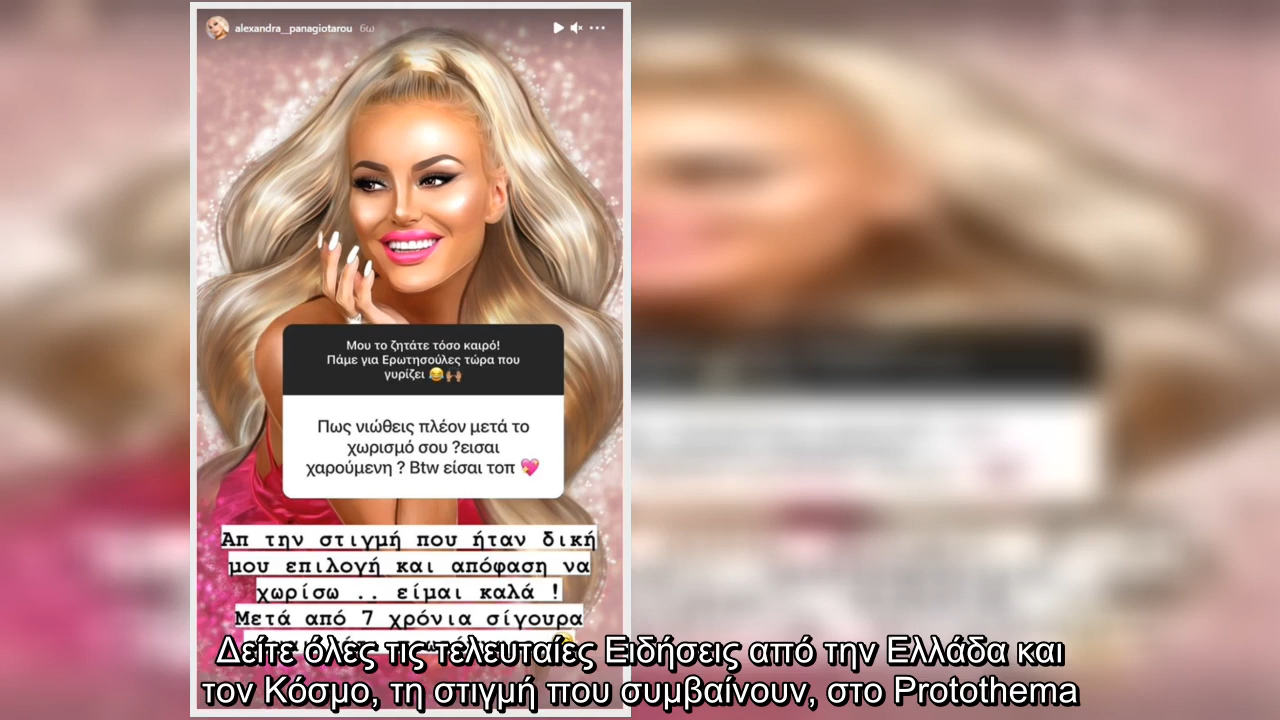 alexandra__panagiotarou 6ω
Μου το ζητάτε τόσο καιρό!
Πάμε για Ερωτησούλες τώρα που
γυρίζει 😂🙌🏽
Πως νιώθεις πλέον μετά το
χωρισμό σου ?εισαι
χαρούμενη ? Btw είσαι τοπ 💖
Απ την στιγμή που ήταν δική
μου επιλογή και απόφαση να
χωρίσω .. είμαι καλά !
Μετά από 7 χρόνια σίγουρα
Δείτε όλες τις τελευταίες Ειδήσεις από την Ελλάδα και
τον Κόσμο, τη στιγμή που συμβαίνουν, στο Protothema